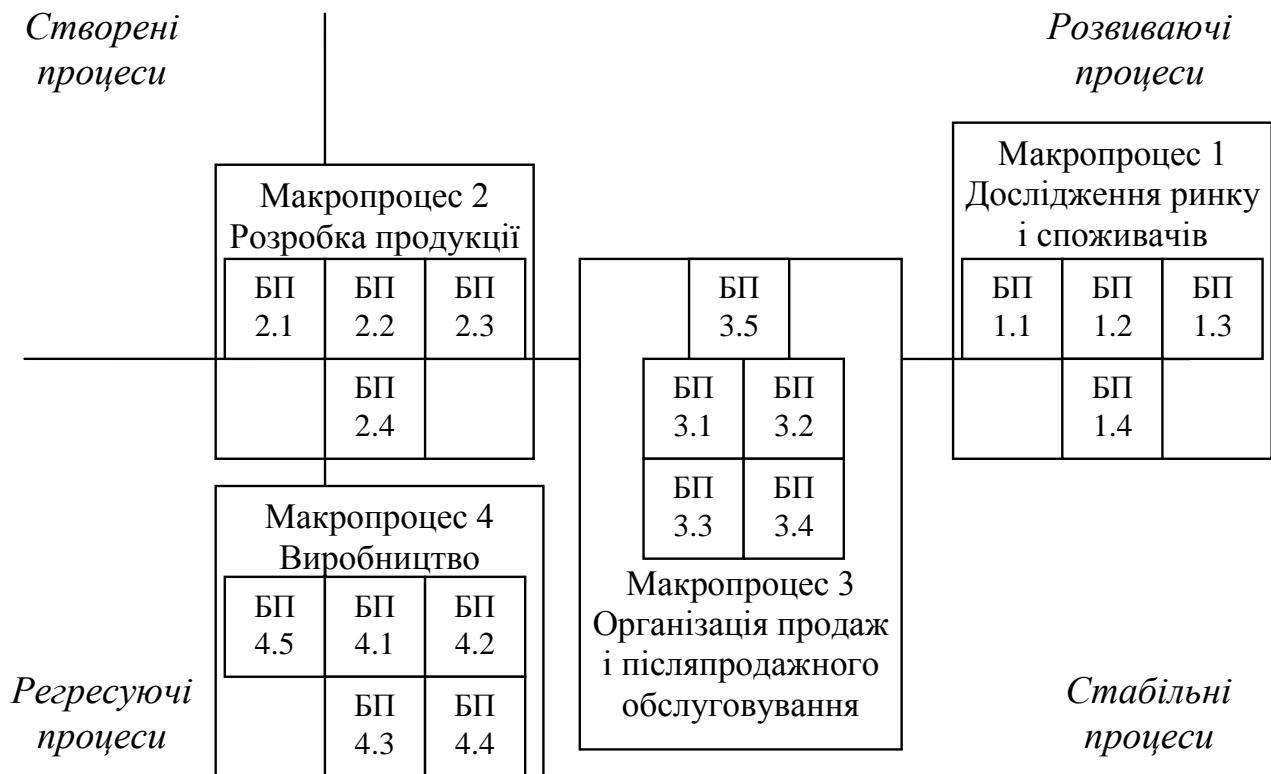 Створені
процеси
Розвиваючі
процеси
Макропроцес 2
Розробка продукції
БП
2.1
БП
2.2
БП
2.3
БП
2.4
Макропроцес 1
Дослідження ринку
і споживачів
БП
1.1
БП
1.2
БП
1.3
БП
1.4
БП
3.5
БП
3.1
БП
3.2
БП
3.3
БП
3.4
Макропроцес 3
Організація продаж
і післяпродажного
обслуговування
Макропроцес 4
Виробництво
БП
4.5
БП
4.1
БП
4.2
БП
4.3
БП
4.4
Регресуючі
процеси
Стабільні
процеси